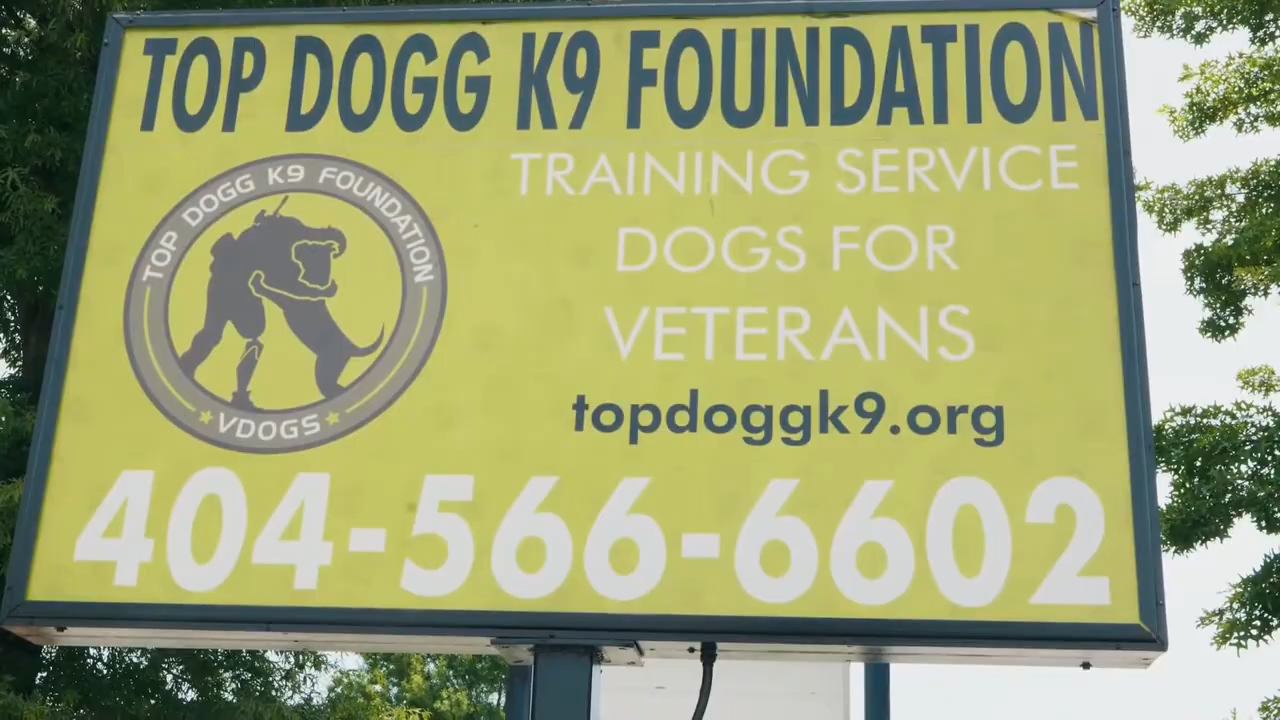 TOP DOGG K9 FOUNDATION
TRAINING SERVICE
DOGS FOR
VETERANS
topdoggk9.org
TOP DOGG K9 FOUNDATION
VDOGS
404-566-6602